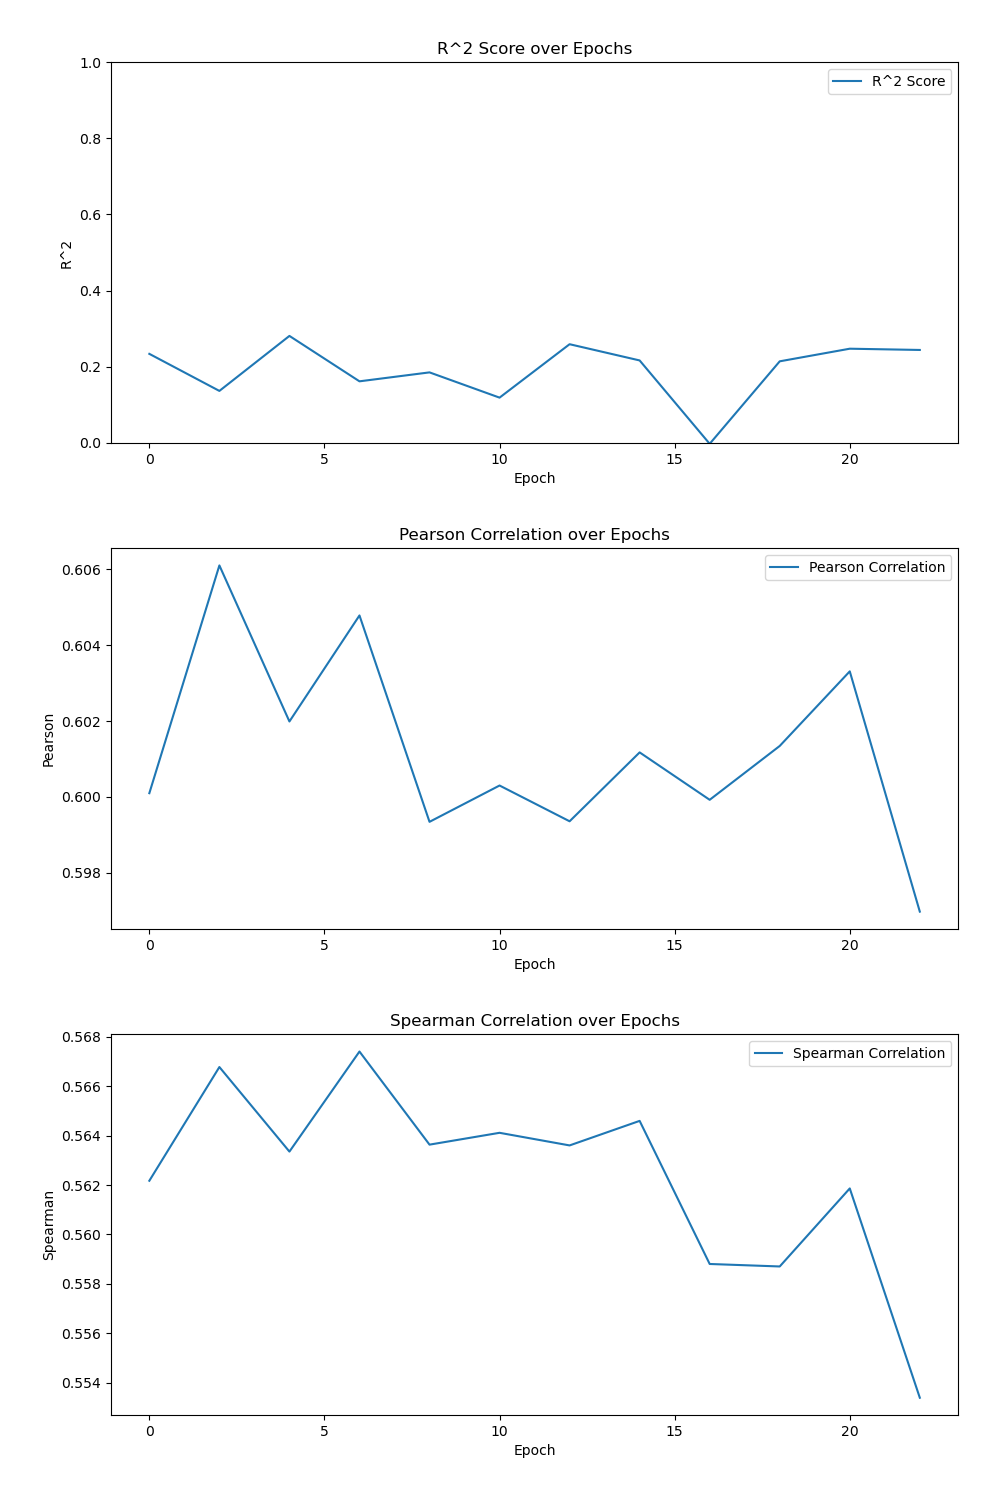 R^2 Score over Epochs
1.0
R^2 Score
0.8
0.6
R^2
0.4
0.2
0.0
0 5 10 15 20
Epoch
Pearson Correlation over Epochs
0.606
Pearson Correlation
0.604
0.602
Pearson
0.600
0.598
0 5 10 15 20
Epoch
Spearman Correlation over Epochs
0.568
Spearman Correlation
0.566
0.564
0.562
Spearman
0.560
0.558
0.556
0.554
0 5 10 15 20
Epoch